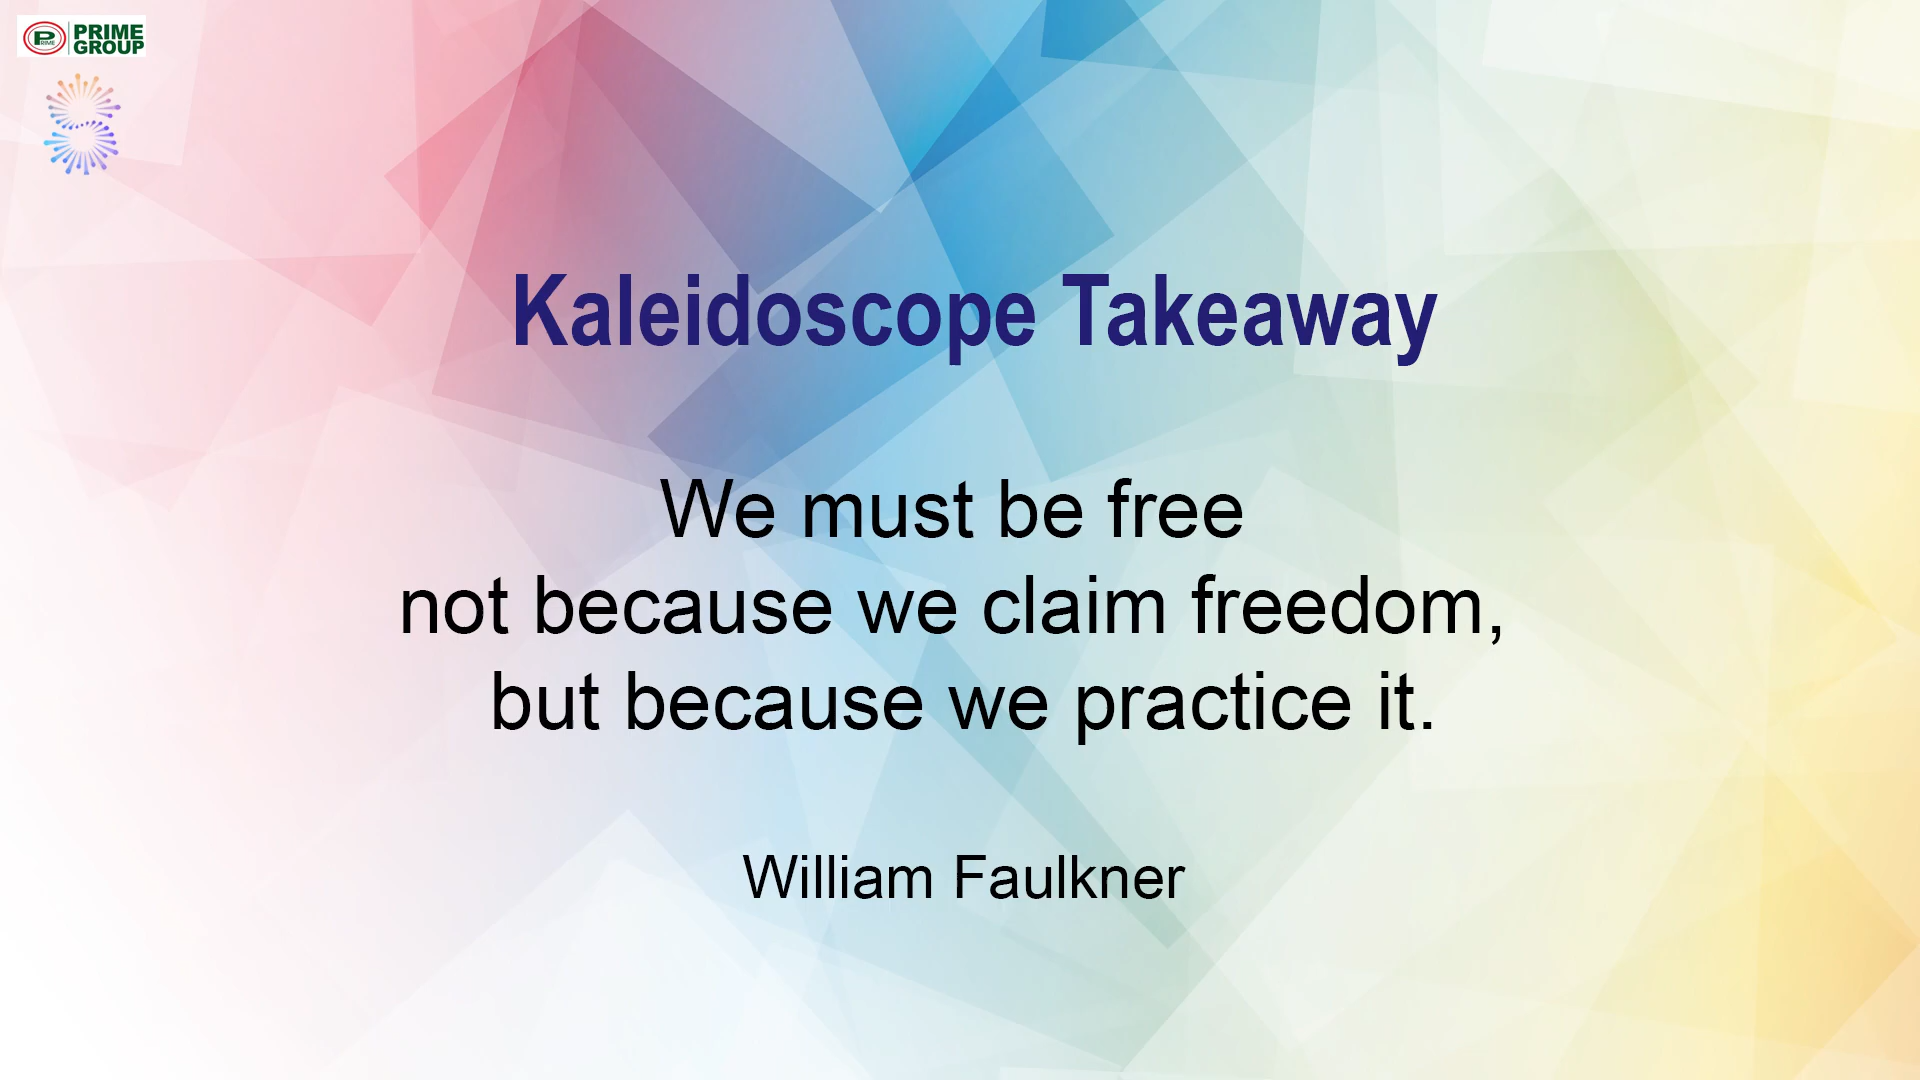 PRIME
GROUP
PRIME
Kaleidoscope Takeaway
We must be free
not because we claim freedom,
but because we practice it.
William Faulkner